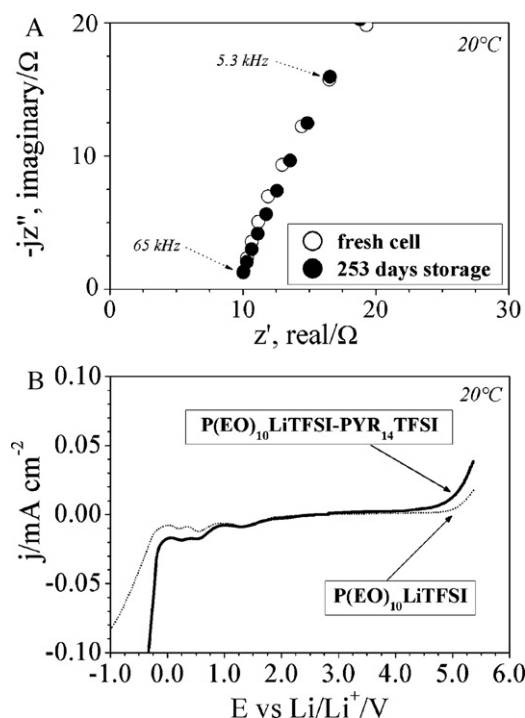 A
20°C
20
5.3 kHz
-jz", imaginary/Ω
10
65 kHz
fresh cell
253 days storage
0
0 10 20 30
z', real/Ω
B
0.10
20°C
P(EO)₁₀LiTFSI-PYR₁₄TFSI
0.05
j/mA cm⁻²
0.00
-0.05
P(EO)₁₀LiTFSI
-0.10
-1.0 0.0 1.0 2.0 3.0 4.0 5.0 6.0
E vs Li/Li⁺/V